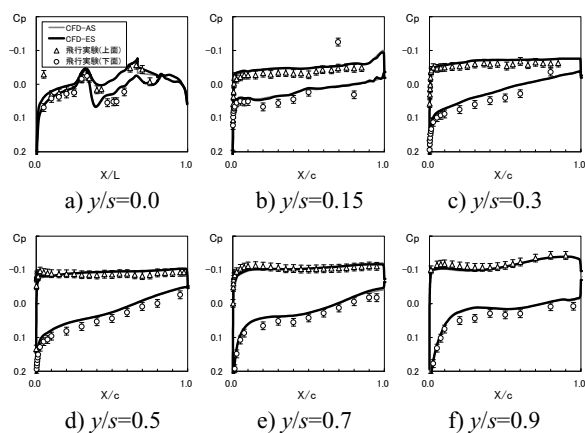 Cp
CFD-AS
CFD-ES
飛行実験(上面)
飛行実験(下面)
-0.1
0.0
0.1
0.2
0.0 1.0
X/L
a) y/s=0.0
Cp
-0.1
0.0
0.1
0.2
0.0 1.0
X/c
b) y/s=0.15
Cp
-0.1
0.0
0.1
0.2
0.0 1.0
X/c
c) y/s=0.3
Cp
-0.1
0.0
0.1
0.2
0.0 1.0
X/c
d) y/s=0.5
Cp
-0.1
0.0
0.1
0.2
0.0 1.0
X/c
e) y/s=0.7
Cp
-0.1
0.0
0.1
0.2
0.0 1.0
X/c
f) y/s=0.9